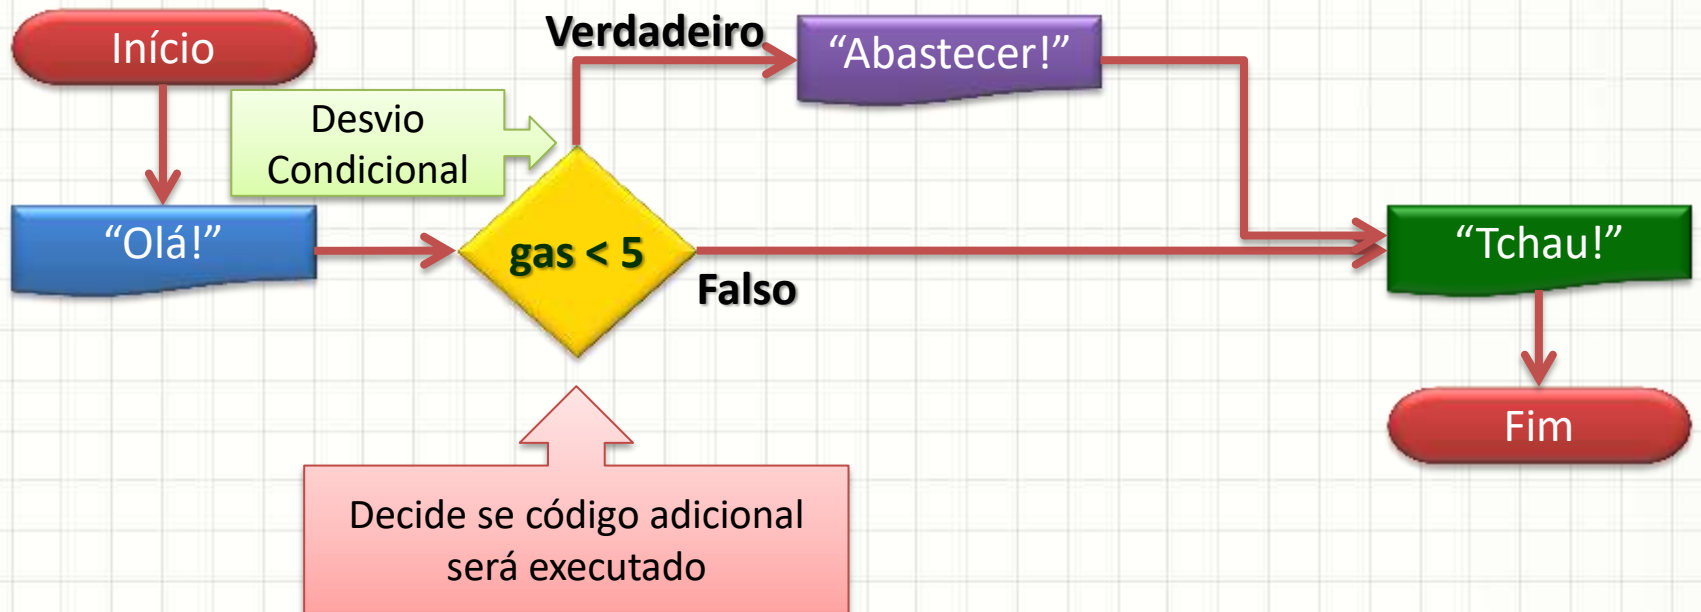 Início
Verdadeiro
“Abastecer!”
Desvio
Condicional
“Olá!”
gas < 5
Falso
“Tchau!”
Fim
Decide se código adicional
será executado